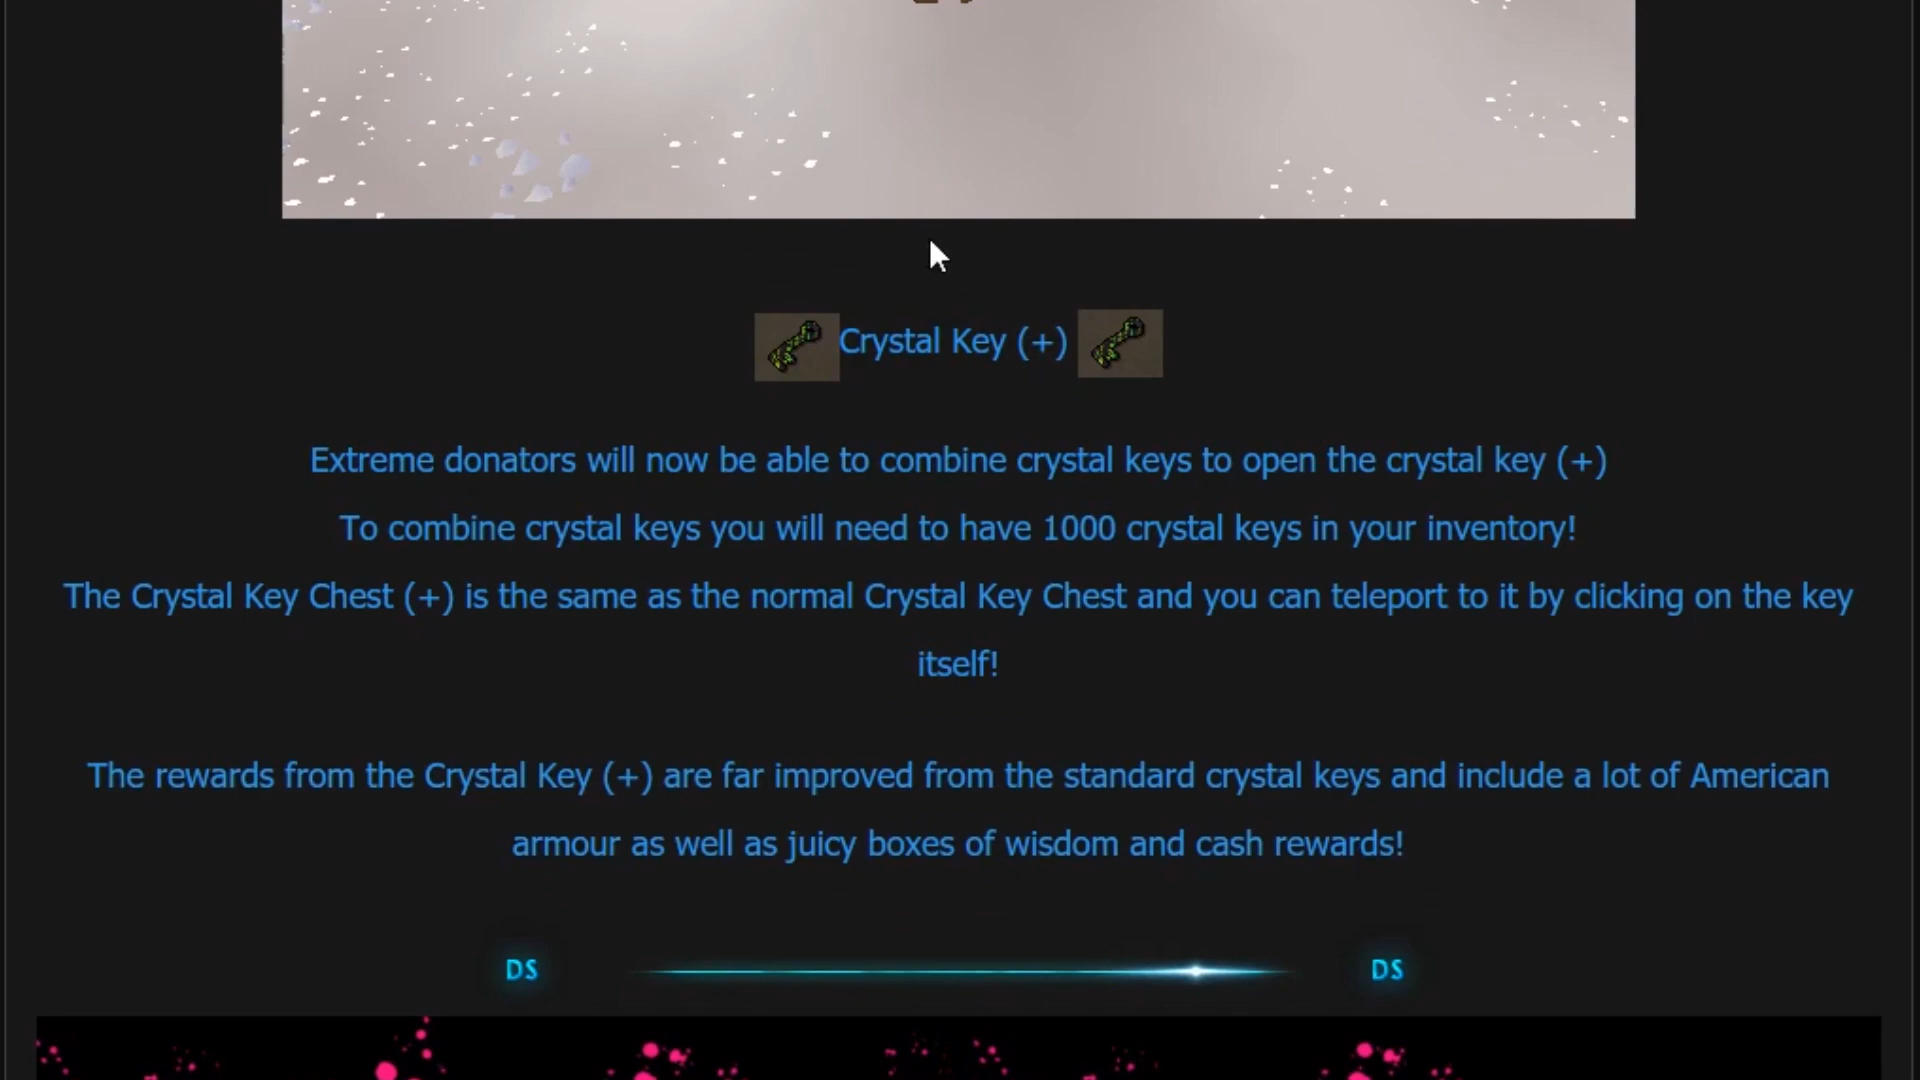 Crystal Key (+)
Extreme donators will now be able to combine crystal keys to open the crystal key (+)
To combine crystal keys you will need to have 1000 crystal keys in your inventory!
The Crystal Key Chest (+) is the same as the normal Crystal Key Chest and you can teleport to it by clicking on the key
itself!
The rewards from the Crystal Key (+) are far improved from the standard crystal keys and include a lot of American
armour as well as juicy boxes of wisdom and cash rewards!
DS DS